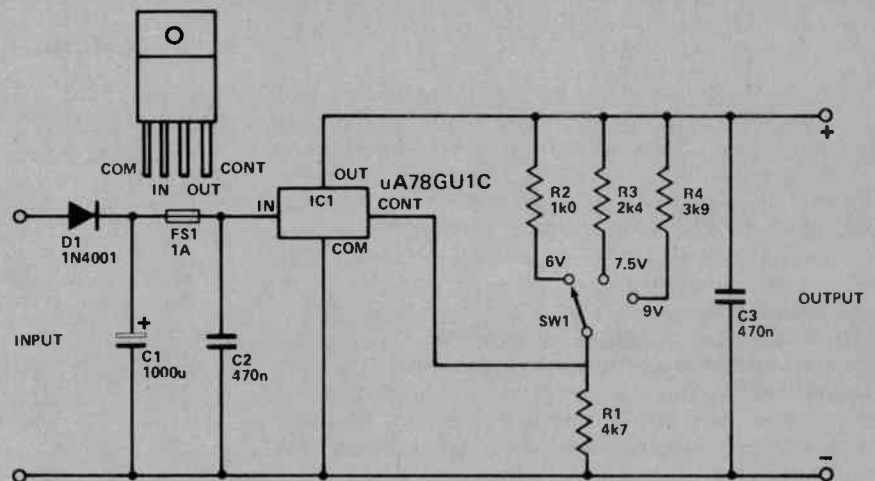 COM
IN
OUT
CONT
OUT
uA78GU1C
IN
IC1
CONT
COM
D1
1N4001
FS1
1A
+
C1
1000u
C2
470n
INPUT
R2
1k0
R3
2k4
R4
3k9
6V
7.5V
9V
SW1
R1
4k7
C3
470n
OUTPUT
+
−